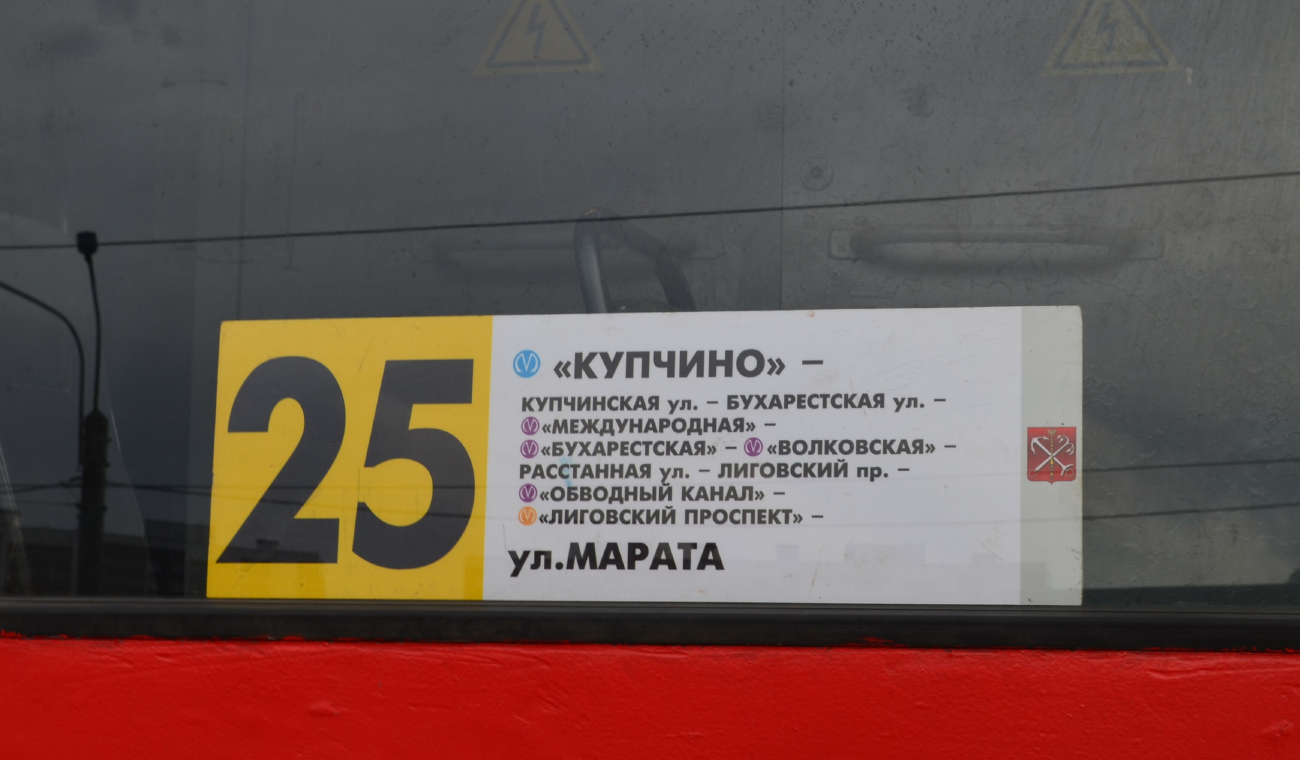 25
«КУПЧИНО» –
КУПЧИНСКАЯ ул. – БУХАРЕСТСКАЯ ул. –
«МЕЖДУНАРОДНАЯ» –
«БУХАРЕСТСКАЯ» – «ВОЛКОВСКАЯ» –
РАССТАННАЯ ул. – ЛИГОВСКИЙ пр. –
«ОБВОДНЫЙ КАНАЛ» –
«ЛИГОВСКИЙ ПРОСПЕКТ» –
ул.МАРАТА